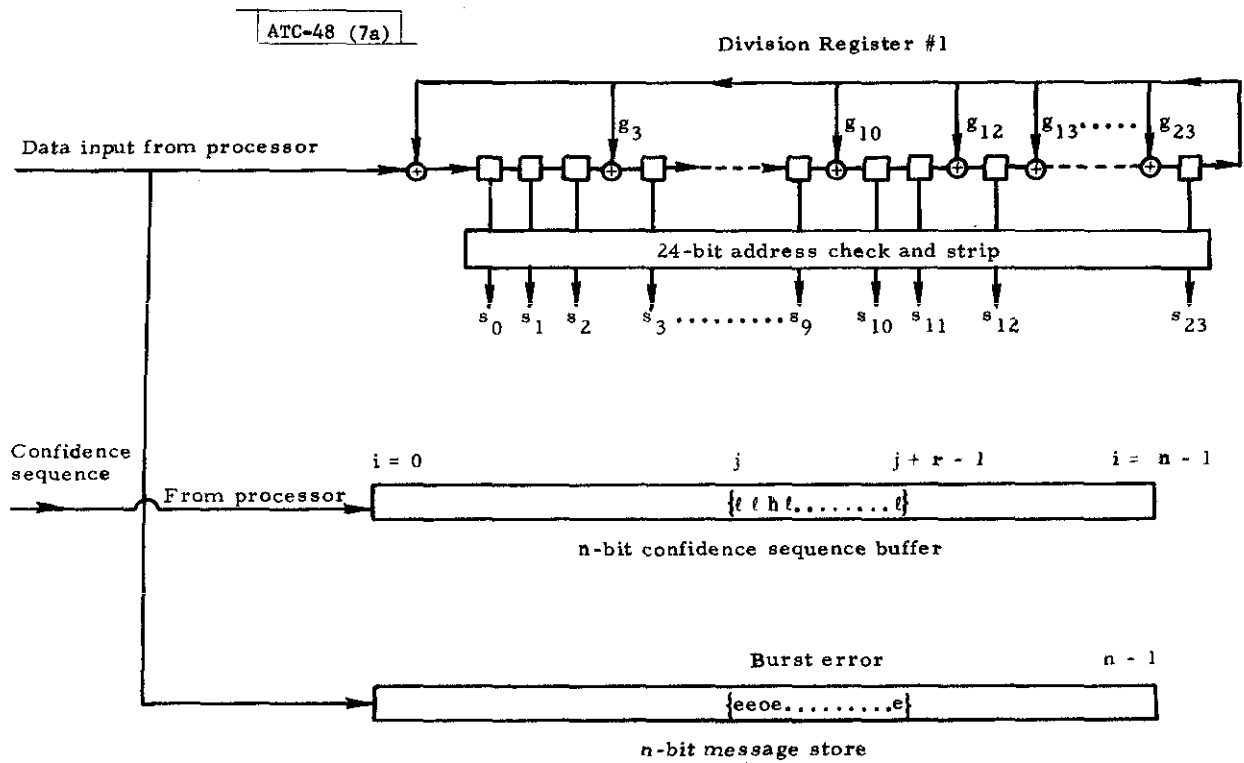 ATC-48 (7a)
Division Register #1
g3 g10 g12 g13 ..... g23
Data input from processor
24-bit address check and strip
s0 s1 s2 s3 ......... s9 s10 s11 s12 s23
Confidence sequence
i = 0 j j + r - 1 i = n - 1
From processor
{ℓ ℓ h ℓ........ℓ}
n-bit confidence sequence buffer
Burst error n - 1
{eeoe.........e}
n-bit message store